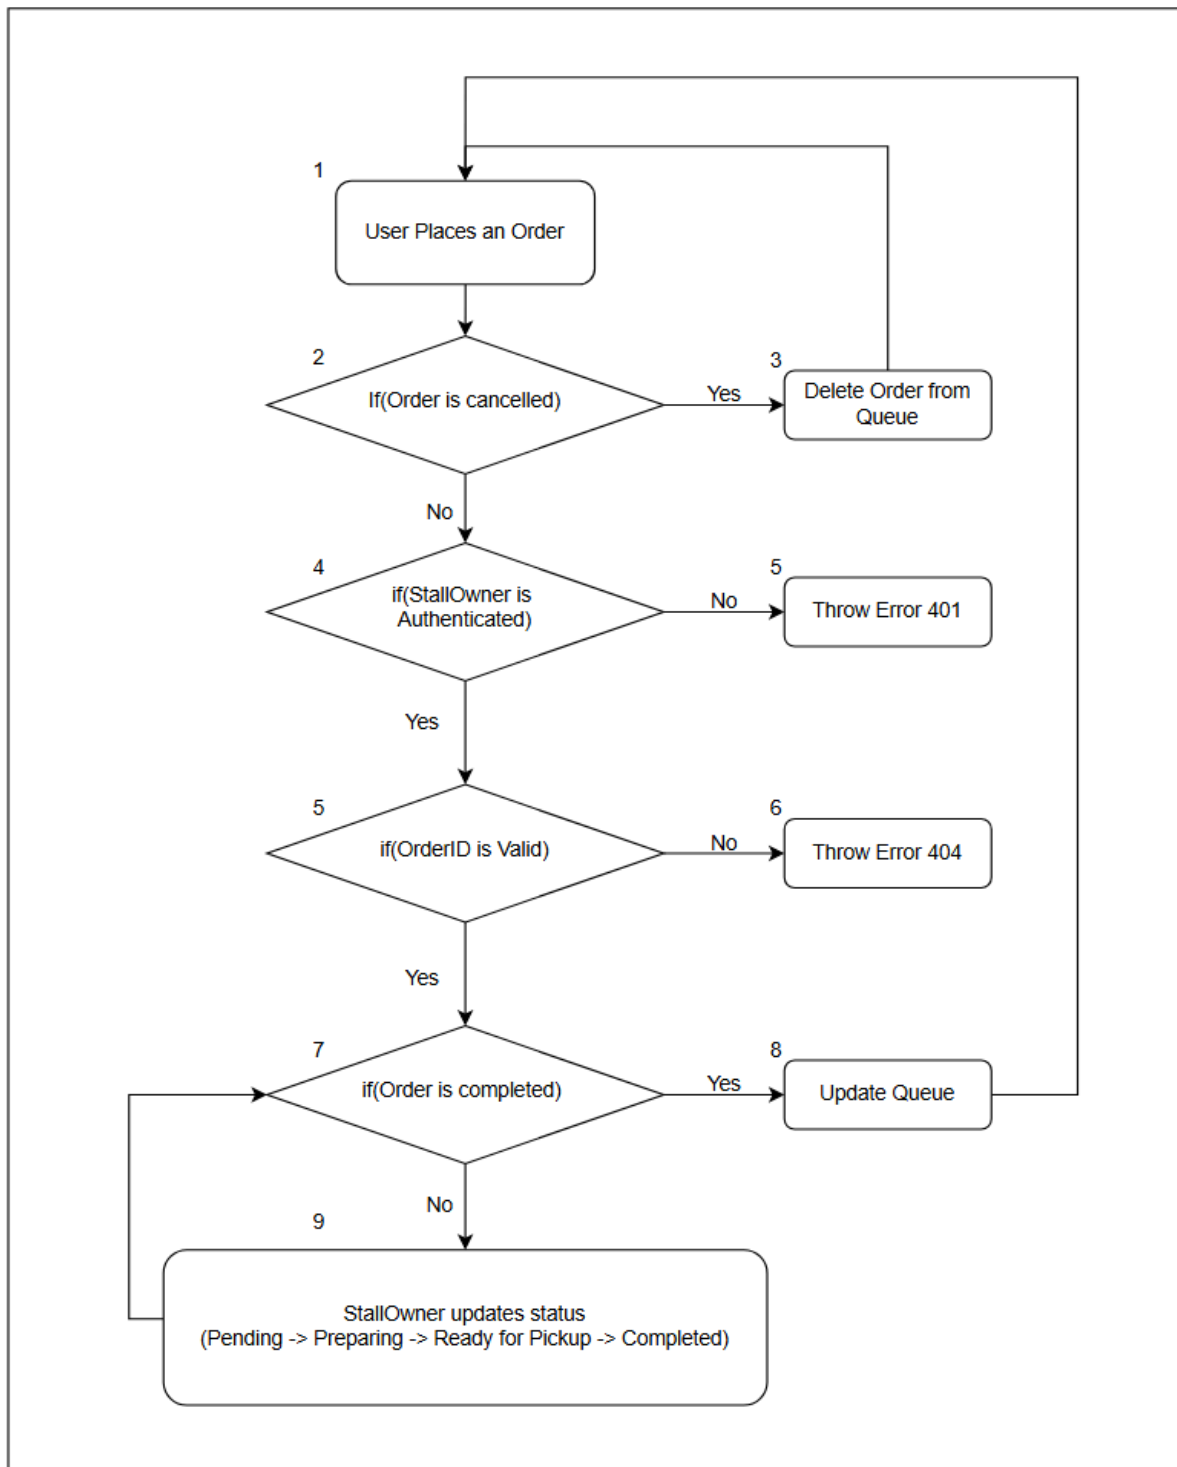 1
User Places an Order
2
If(Order is cancelled)
Yes
3
Delete Order from
Queue
No
4
if(StallOwner is
Authenticated)
No
5
Throw Error 401
Yes
5
if(OrderID is Valid)
No
6
Throw Error 404
Yes
7
if(Order is completed)
Yes
8
Update Queue
No
9
StallOwner updates status
(Pending -> Preparing -> Ready for Pickup -> Completed)